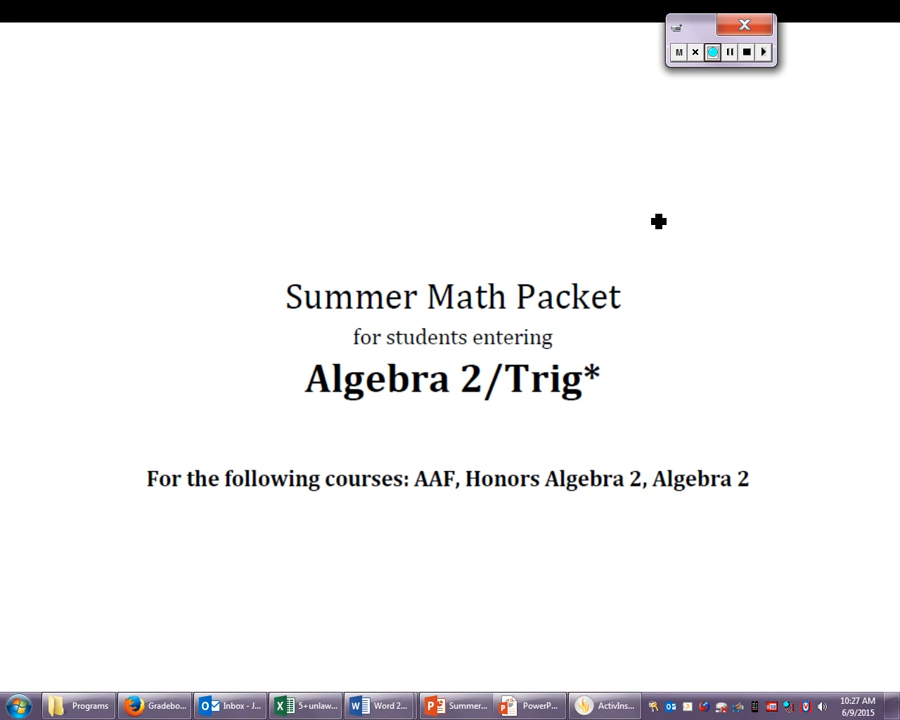 M
Summer Math Packet
for students entering
Algebra 2/Trig*
For the following courses: AAF, Honors Algebra 2, Algebra 2
Programs
Gradebo...
Inbox - J...
5+unlaw...
Word 2...
Summer...
PowerP...
ActivIns...
10:27 AM
6/9/2015